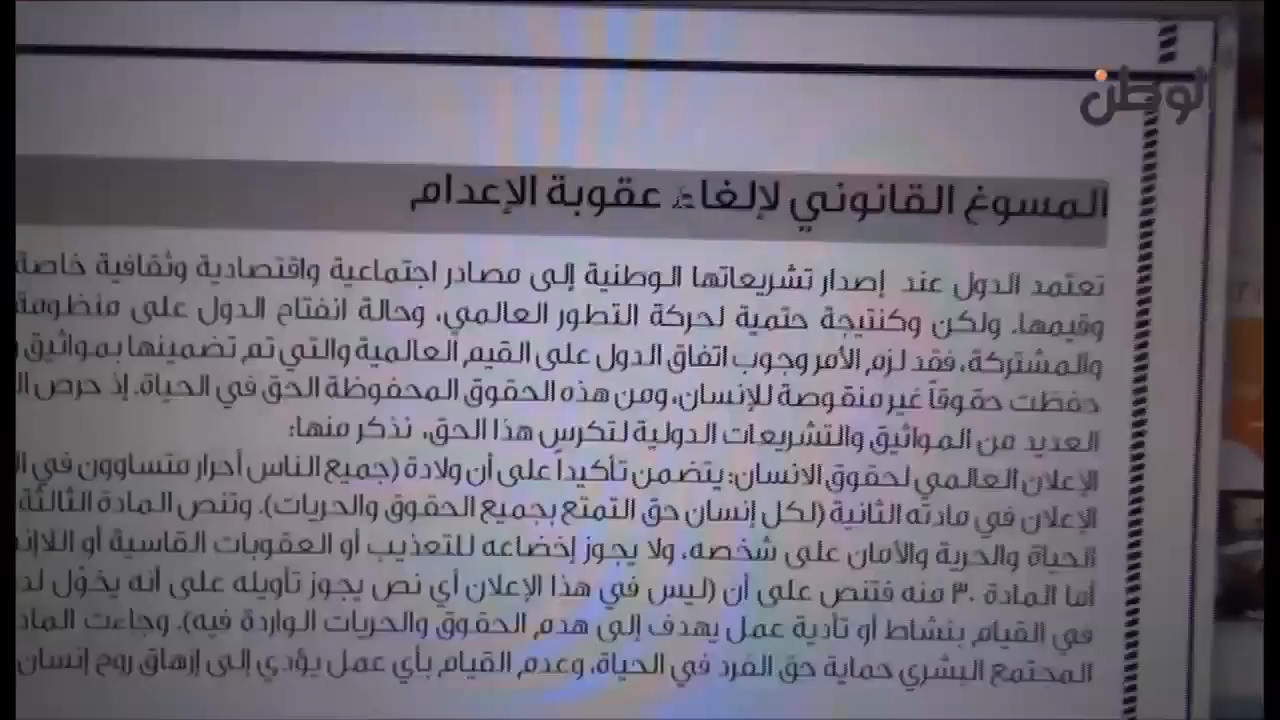 الوطن
المسوغ القانوني لإلغاء عقوبة الإعدام
تعتمد الدول عند إصدار تشريعاتها الوطنية إلى مصادر اجتماعية واقتصادية وثقافية خاصة
وقيمها. ولكن وكنتيجة حتمية لحركة التطور العالمي، وحالة انفتاح الدول على منظومة
والمشتركة، فقد لزم الأمر وجوب اتفاق الدول على القيم العالمية والتي تم تضمينها بمواثيق
حفظت حقوقاً غير منقوصة للإنسان، ومن هذه الحقوق المحفوظة الحق في الحياة. إذ حرص
العديد من المواثيق والتشريعات الدولية لتكرس هذا الحق، نذكر منها:
الإعلان العالمي لحقوق الانسان: يتضمن تأكيداً على أن ولادة (جميع الناس أحرار متساوون في
الإعلان في مادته الثانية (لكل إنسان حق التمتع بجميع الحقوق والحريات). وتنص المادة الثالثة
الحياة والحرية والأمان على شخصه، ولا يجوز إخضاعه للتعذيب أو العقوبات القاسية أو
أما المادة ٣٠ منه فتنص على أن (ليس في هذا الإعلان أي نص يجوز تأويله على أنه يخوّل
في القيام بنشاط أو تأدية عمل يهدف إلى هدم الحقوق والحريات الواردة فيه). وجاءت
المجتمع البشري حماية حق الفرد في الحياة، وعدم القيام بأي عمل يؤدي إلى إزهاق روح إنسان